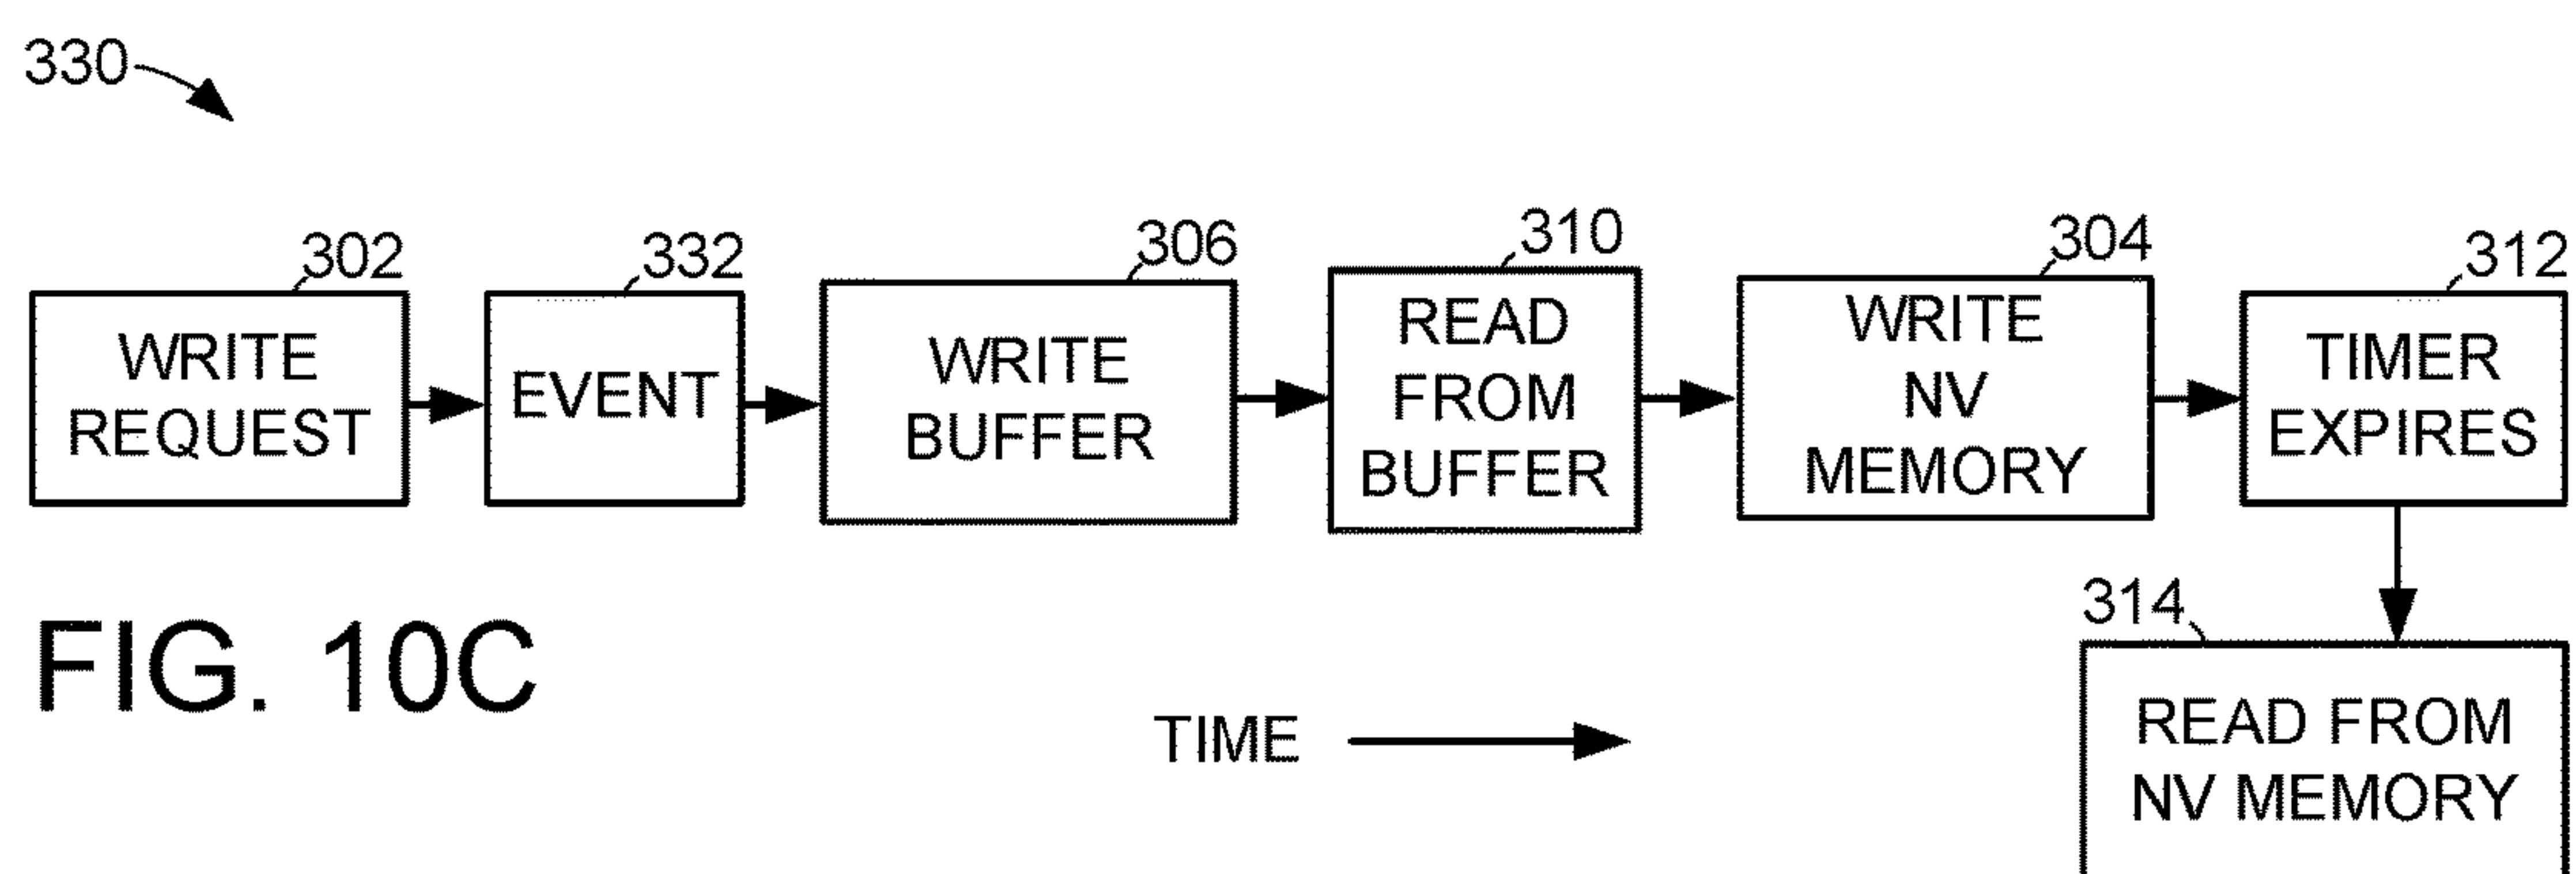 330
302
WRITE
REQUEST
332
EVENT
306
WRITE
BUFFER
310
READ
FROM
BUFFER
304
WRITE
NV
MEMORY
312
TIMER
EXPIRES
314
READ FROM
NV MEMORY
FIG. 10C
TIME